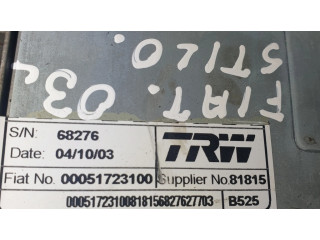 FIAT. 03
STILO.
S/N: 68276
Date: 04/10/03
TRW
Fiat No. 00051723100 Supplier No. 81815
00051723100818156827627703
B525